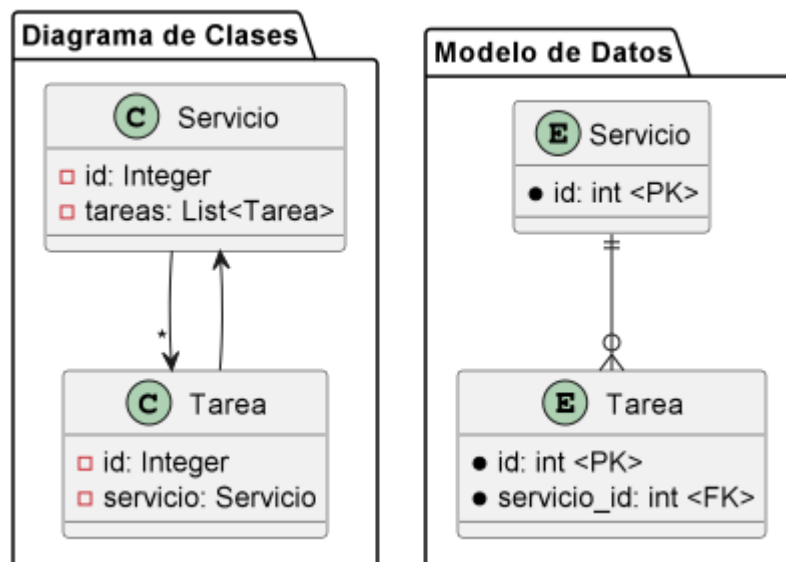 Diagrama de Clases
C Servicio
id: Integer
tareas: List<Tarea>
*
C Tarea
id: Integer
servicio: Servicio
Modelo de Datos
E Servicio
id: int <PK>
E Tarea
id: int <PK>
servicio_id: int <FK>